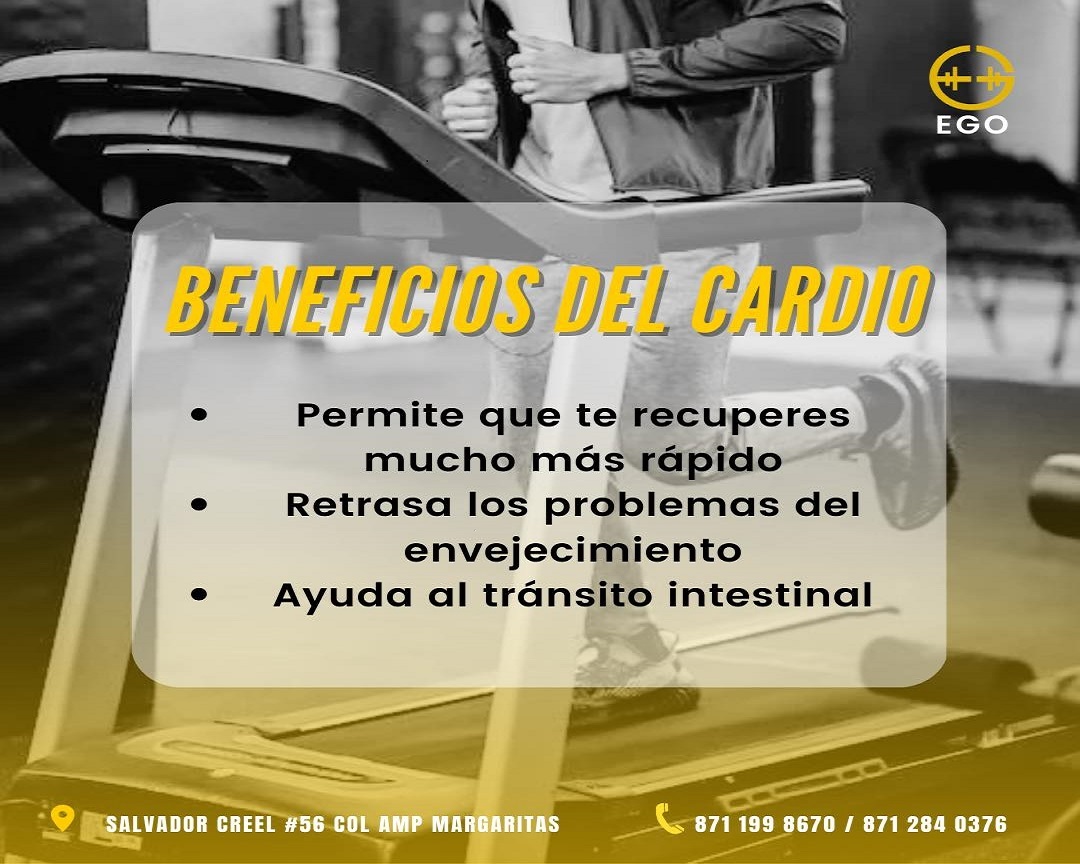 EGO
BENEFICIOS DEL CARDIO
• Permite que te recuperes
mucho más rápido
• Retrasa los problemas del
envejecimiento
• Ayuda al tránsito intestinal
SALVADOR CREEL #56 COL AMP MARGARITAS
871 199 8670 / 871 284 0376